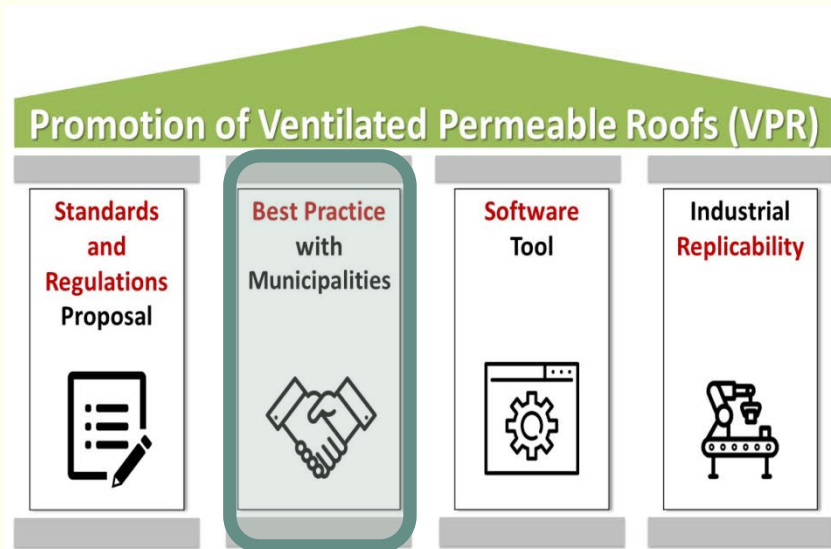 Promotion of Ventilated Permeable Roofs (VPR)
Standards
and
Regulations
Proposal
Best Practice
with
Municipalities
Software
Tool
Industrial
Replicability